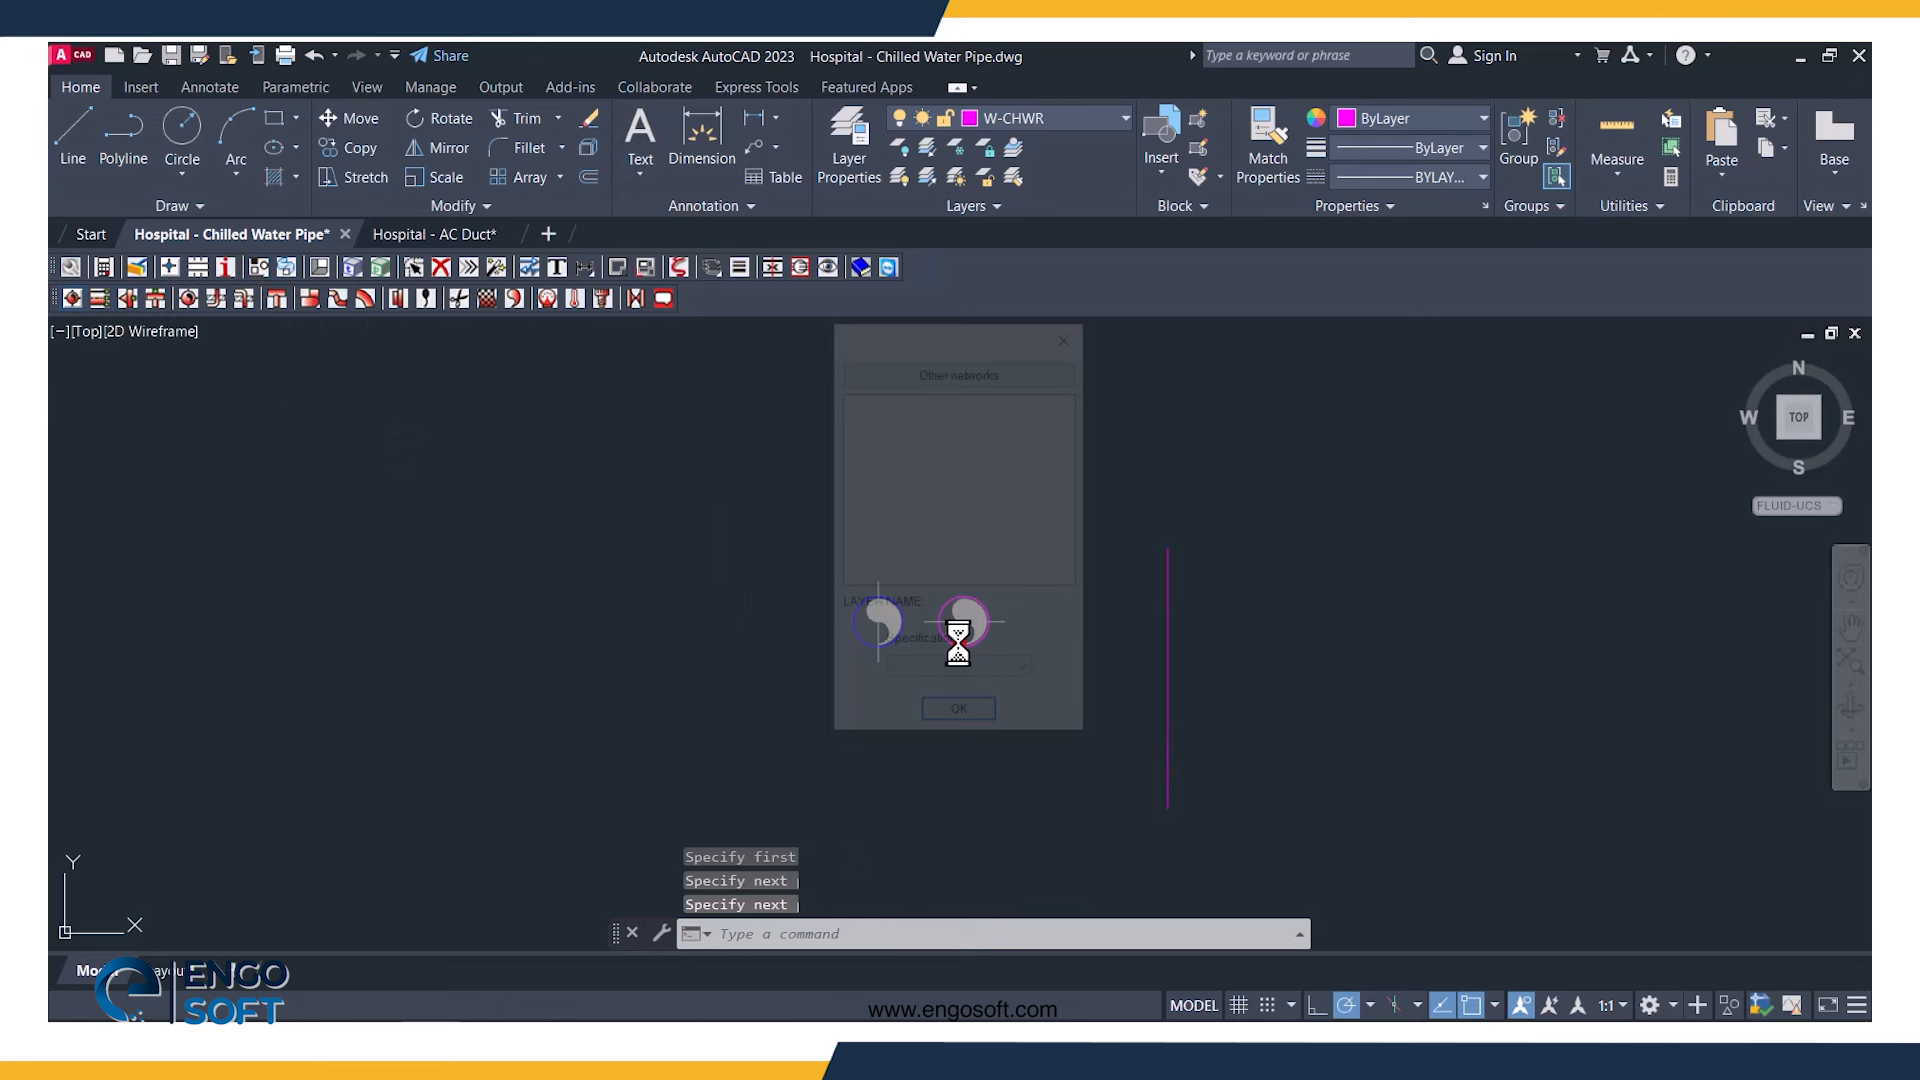 A CAD
Share
Autodesk AutoCAD 2023 Hospital - Chilled Water Pipe.dwg
Type a keyword or phrase
Sign In
Home Insert Annotate Parametric View Manage Output Add-ins Collaborate Express Tools Featured Apps
Line Polyline Circle Arc
Move Rotate Trim
Copy Mirror Fillet
Stretch Scale Array
Text Dimension Table
Layer Properties
W-CHWR
Insert
Match Properties
ByLayer
ByLayer
BYLAY...
Group
Measure
Paste
Base
Draw Modify Annotation Layers Block Properties Groups Utilities Clipboard View
Start Hospital - Chilled Water Pipe* Hospital - AC Duct*
[−][Top][2D Wireframe]
Other networks
LAYER NAME:
OK
N
W TOP E
S
FLUID-UCS
Specify first
Specify next
Specify next
Y
X
Type a command
ENGO
SOFT
www.engosoft.com
MODEL
1:1